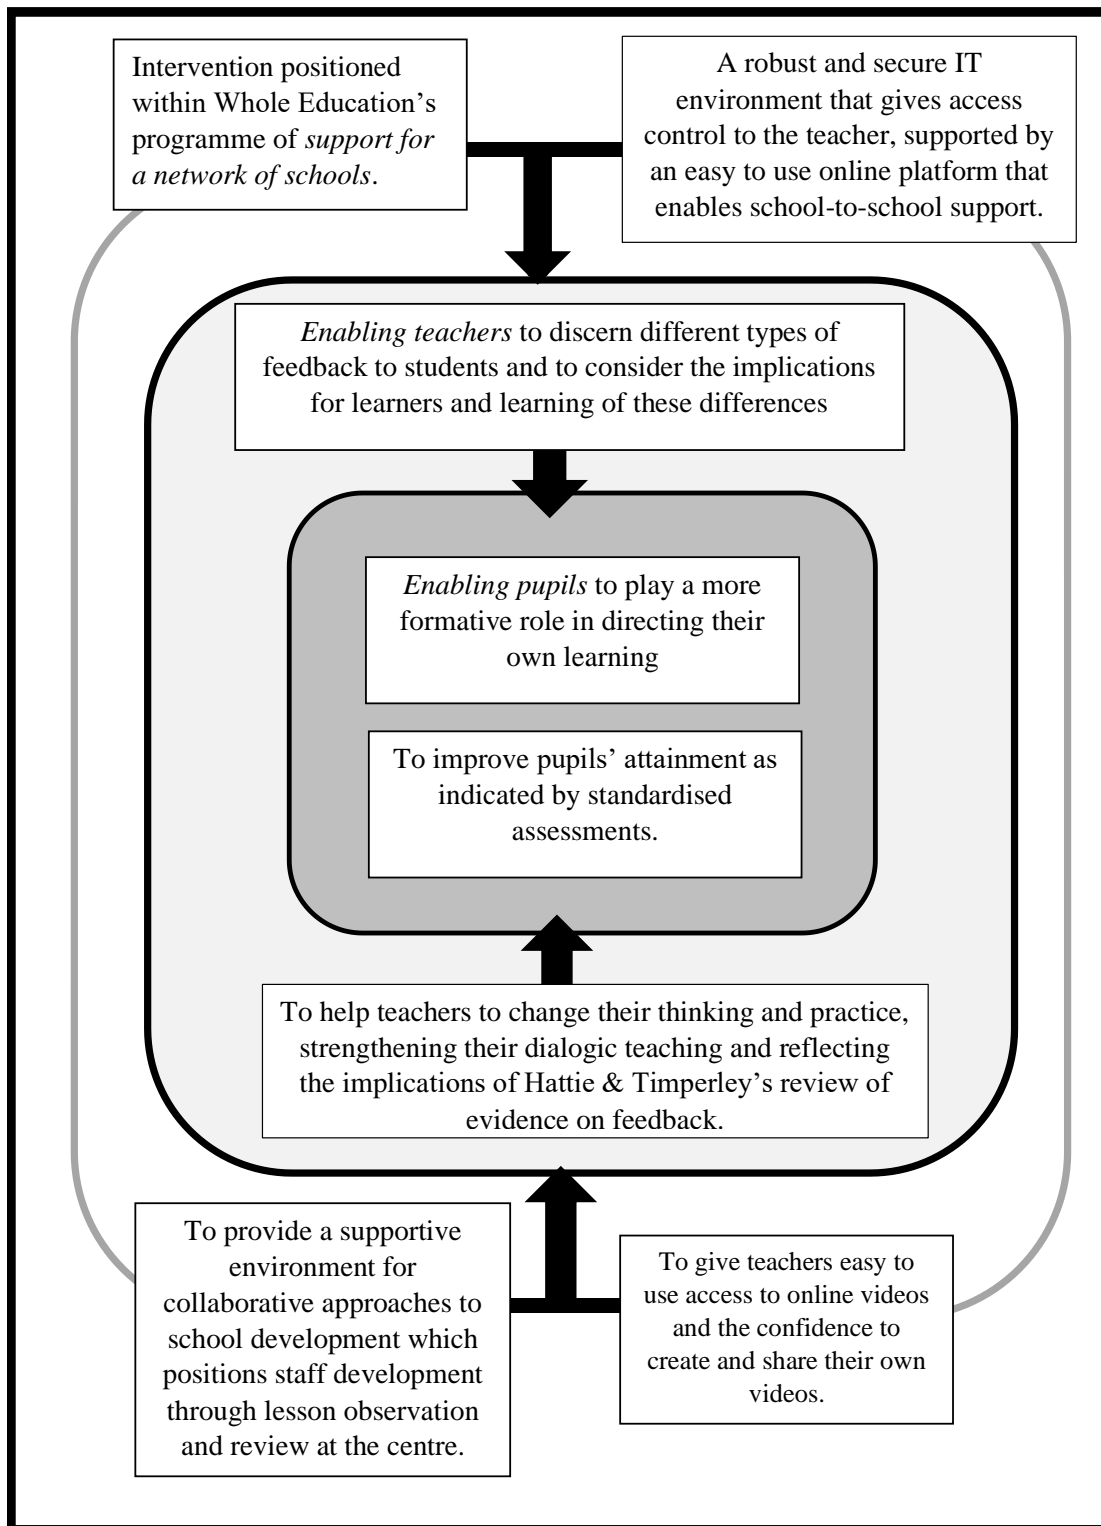 Intervention positioned
within Whole Education’s
programme of support for
a network of schools.
A robust and secure IT
environment that gives access
control to the teacher, supported by
an easy to use online platform that
enables school-to-school support.
Enabling teachers to discern different types of
feedback to students and to consider the implications
for learners and learning of these differences
Enabling pupils to play a more
formative role in directing their
own learning
To improve pupils’ attainment as
indicated by standardised
assessments.
To help teachers to change their thinking and practice,
strengthening their dialogic teaching and reflecting
the implications of Hattie & Timperley’s review of
evidence on feedback.
To provide a supportive
environment for
collaborative approaches to
school development which
positions staff development
through lesson observation
and review at the centre.
To give teachers easy to
use access to online videos
and the confidence to
create and share their own
videos.